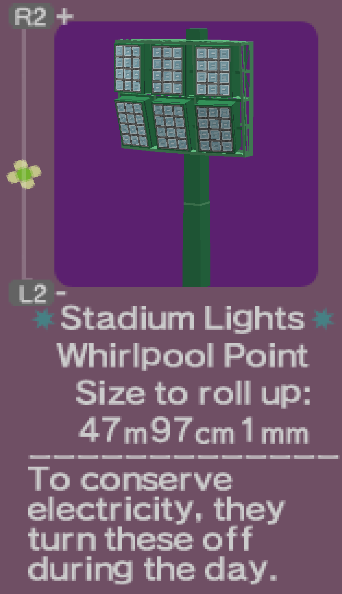 R2 +
L2 -
Stadium Lights
Whirlpool Point
Size to roll up:
47m97cm1mm
To conserve
electricity, they
turn these off
during the day.